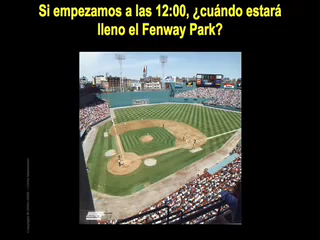 Si empezamos a las 12:00, ¿cuándo estará
lleno el Fenway Park?